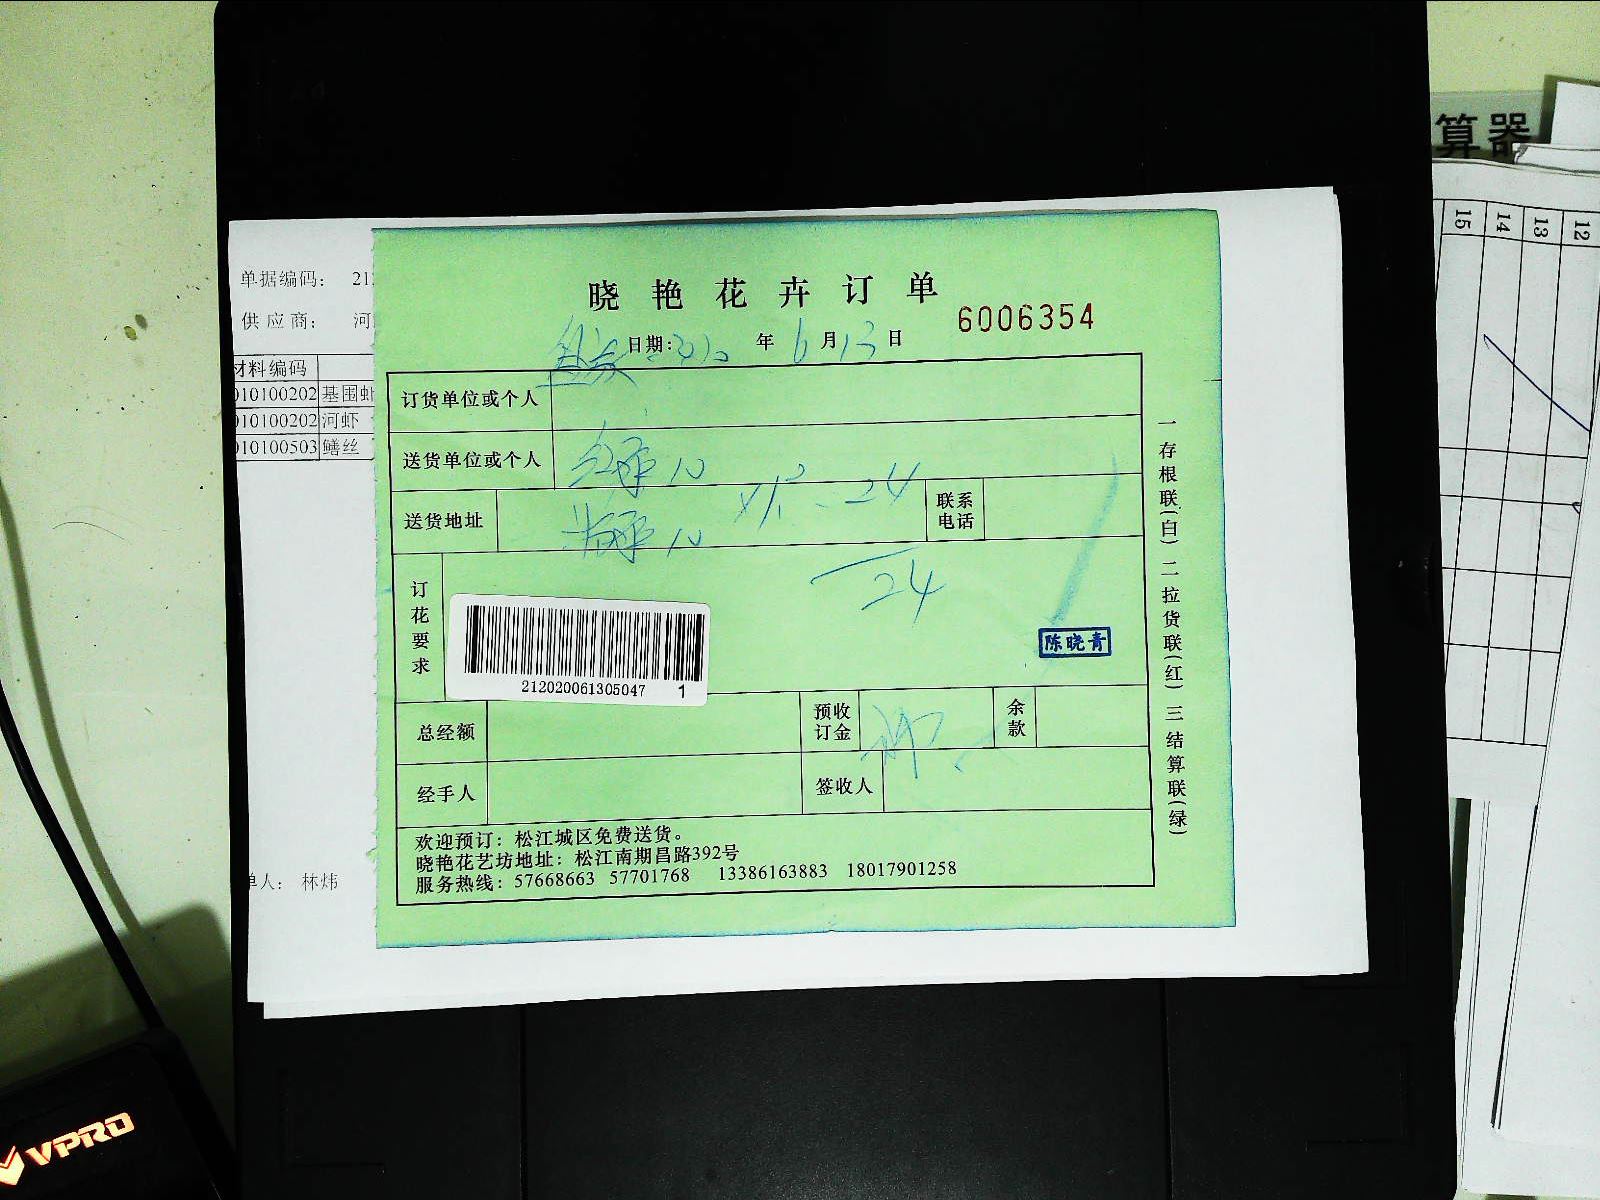 算器
15 14 13 12
单据编码： 21
供应商： 河
材料编码
010100202 基围虾
010100202 河虾
010100503 鳝丝
单人： 林炜
晓艳花卉订单
6006354
日期: 年 6 月 13 日
订货单位或个人
送货单位或个人 10
送货地址 10 24 联系电话
订花要求 24
陈晓青
212020061305047 1
总经额 预收订金 余款
经手人 签收人
欢迎预订：松江城区免费送货。
晓艳花艺坊地址：松江南期昌路392号
服务热线：57668663 57701768 13386163883 18017901258
一存根联(白) 二拉货联(红) 三结算联(绿)
VPRO